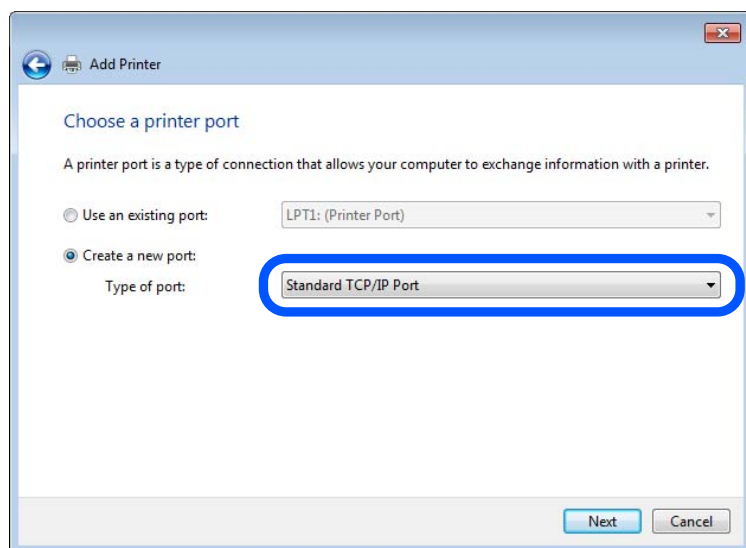 Add Printer
Choose a printer port
A printer port is a type of connection that allows your computer to exchange information with a printer.
Use an existing port: LPT1: (Printer Port)
Create a new port:
Type of port: Standard TCP/IP Port
Next Cancel